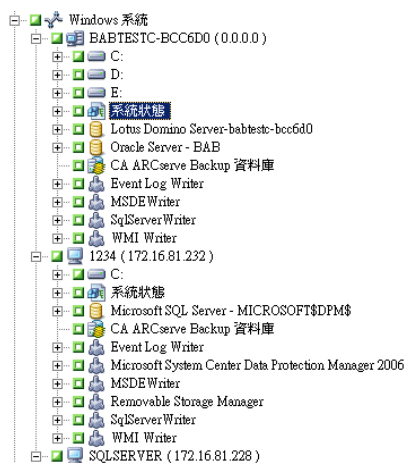 Windows 系統
BABTESTC-BCC6D0 ( 0.0.0.0 )
C:
D:
E:
系統狀態
Lotus Domino Server-babtestc-bcc6d0
Oracle Server - BAB
CA ARCserve Backup 資料庫
Event Log Writer
MSDEWriter
SqlServerWriter
WMI Writer
1234 ( 172.16.81.232 )
C:
系統狀態
Microsoft SQL Server - MICROSOFT$DPM$
CA ARCserve Backup 資料庫
Event Log Writer
Microsoft System Center Data Protection Manager 2006
MSDEWriter
Removable Storage Manager
SqlServerWriter
WMI Writer
SQLSERVER ( 172.16.81.228 )